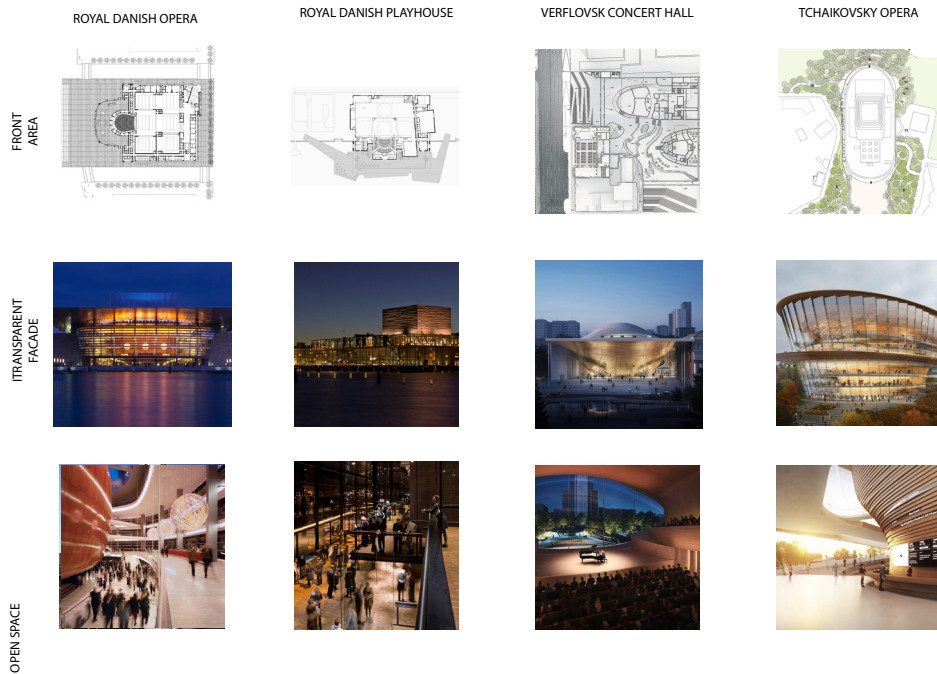 ROYAL DANISH OPERA
ROYAL DANISH PLAYHOUSE
VERFLOVSK CONCERT HALL
TCHAIKOVSKY OPERA
FRONT
AREA
ITRANSPARENT
FACADE
OPEN SPACE